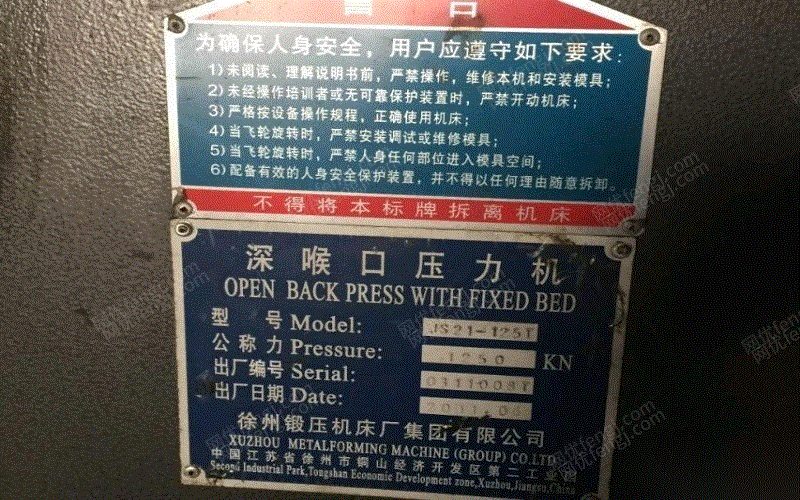 为确保人身安全，用户应遵守如下要求：
1)未阅读、理解说明书前，严禁操作，维修本机和安装模具；
2)未经操作培训者或无可靠保护装置时，严禁开动机床；
3)严格按设备操作规程，正确使用机床；
4)当飞轮旋转时，严禁安装调试或维修模具；
5)当飞轮旋转时，严禁人身任何部位进入模具空间；
6)配备有效的人身安全保护装置，并不得以任何理由随意拆卸。
不得将本标牌拆离机床
深喉口压力机
OPEN BACK PRESS WITH FIXED BED
型 号 Model: JS21-125T
公称力 Pressure: 1250 KN
出厂编号 Serial:
出厂日期 Date:
徐州锻压机床厂集团有限公司
XUZHOU METALFORMING MACHINE (GROUP) CO.LTD
中国江苏省徐州市铜山经济开发区第二工业园
Second Industrial Park,Tongshan Economic Development zone,Xuzhou,Jiangsu,China